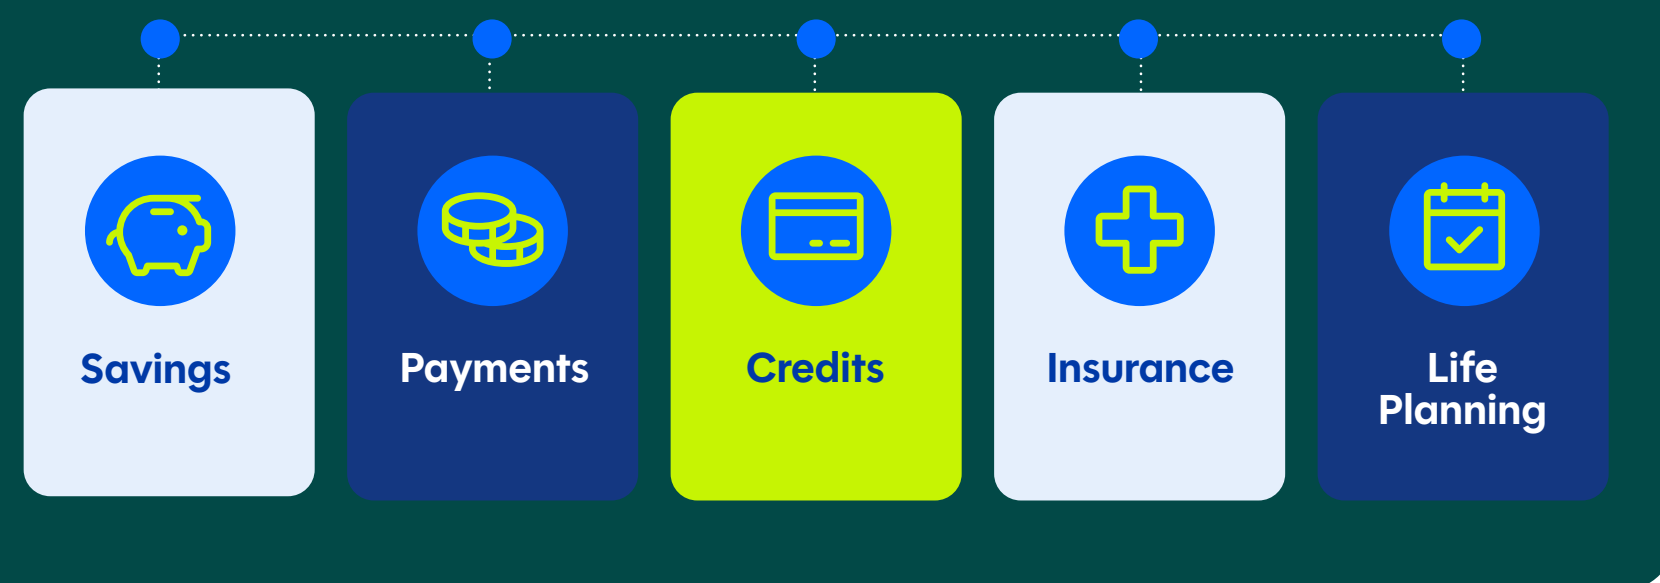 Savings
Payments
Credits
Insurance
Life
Planning